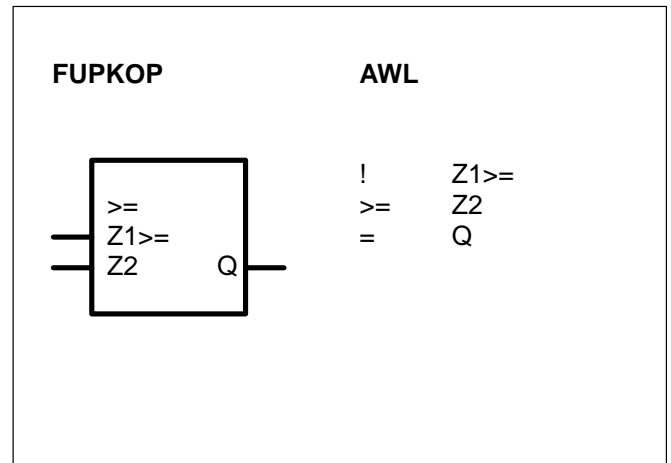 FUPKOP AWL
! Z1>=
>= Z2
= Q
>=
Z1>=
Z2 Q